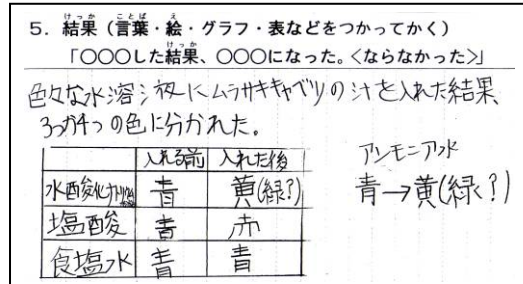 5. 結果（言葉・絵・グラフ・表などをつかってかく）
「○○○した結果、○○○になった。<ならなかった>」
色々な水溶液にムラサキキャベツの汁を入れた結果
3つか4つの色に分かれた。
入れる前 入れた後
水酸化ナトリウム 青 黄(緑?)
塩酸 青 赤
食塩水 青 青
アンモニア水
青→黄(緑?)